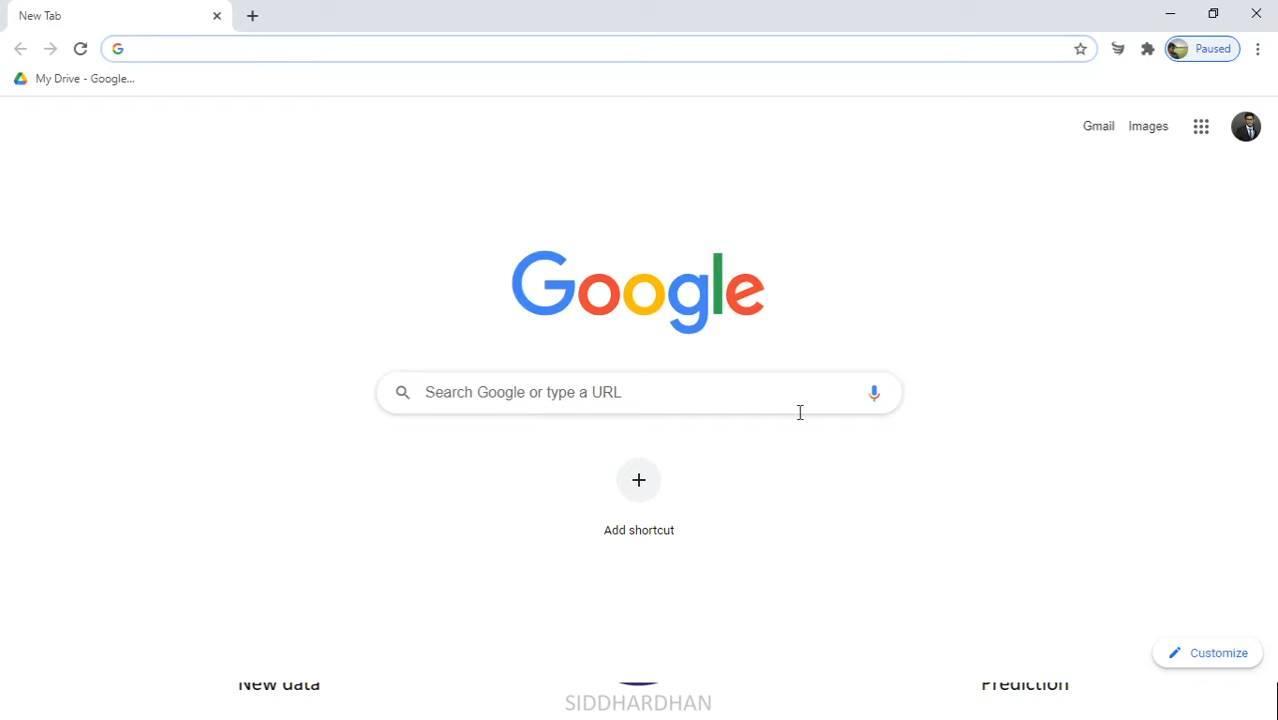 New Tab
Paused
My Drive - Google...
Gmail Images
Google
Search Google or type a URL
Add shortcut
Customize
New data
Prediction
SIDDHARDHAN